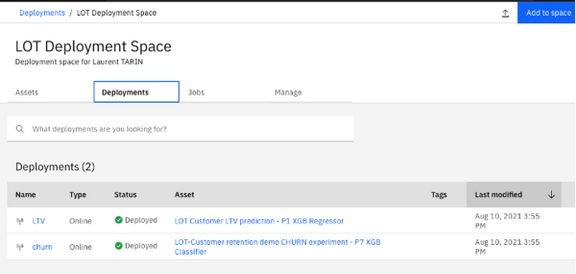 Deployments / LOT Deployment Space
Add to space
LOT Deployment Space
Deployment space for Laurent TARIN
Assets Deployments Jobs Manage
What deployments are you looking for?
Deployments (2)
Name Type Status Asset Tags Last modified
LTV Online Deployed LOT Customer LTV prediction - P1 XGB Regressor Aug 10, 2021 3:55
PM
churn Online Deployed LOT-Customer retention demo CHURN experiment - P7 XGB Aug 10, 2021 3:55
Classifier PM